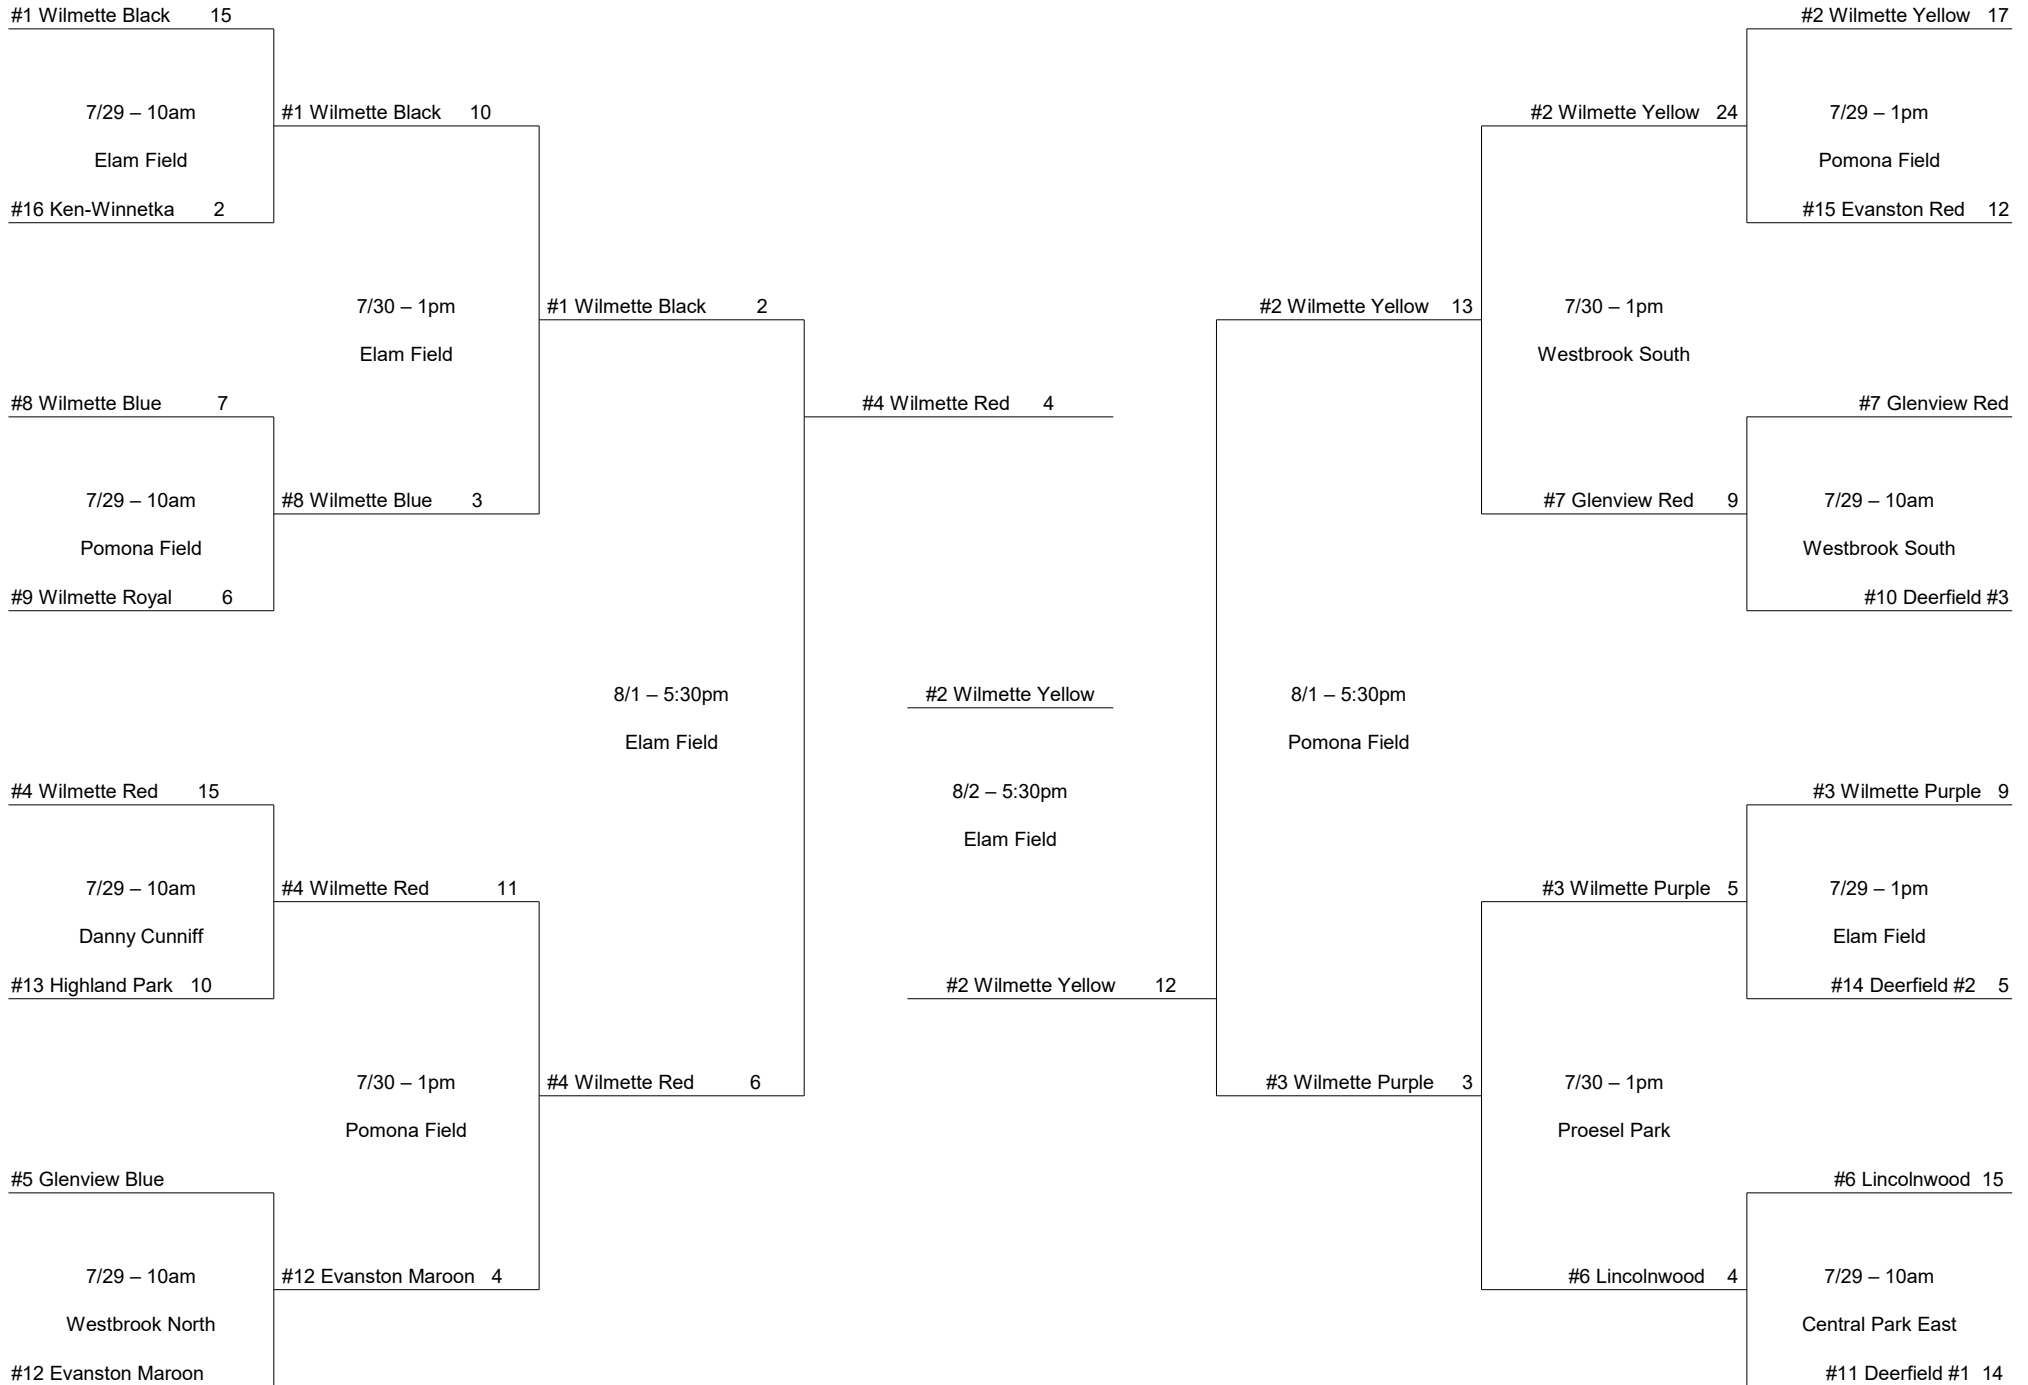 #1 Wilmette Black 15
#2 Wilmette Yellow 17
7/29 – 10am
#1 Wilmette Black 10
#2 Wilmette Yellow 24
7/29 – 1pm
Elam Field
Pomona Field
#16 Ken-Winnetka 2
#15 Evanston Red 12
7/30 – 1pm
#1 Wilmette Black 2
#2 Wilmette Yellow 13
7/30 – 1pm
Elam Field
Westbrook South
#8 Wilmette Blue 7
#4 Wilmette Red 4
#7 Glenview Red
7/29 – 10am
#8 Wilmette Blue 3
#7 Glenview Red 9
7/29 – 10am
Pomona Field
Westbrook South
#9 Wilmette Royal 6
#10 Deerfield #3
8/1 – 5:30pm
#2 Wilmette Yellow
8/1 – 5:30pm
Elam Field
Pomona Field
#4 Wilmette Red 15
8/2 – 5:30pm
#3 Wilmette Purple 9
Elam Field
7/29 – 10am
#4 Wilmette Red 11
#3 Wilmette Purple 5
7/29 – 1pm
Danny Cunniff
Elam Field
#13 Highland Park 10
#2 Wilmette Yellow 12
#14 Deerfield #2 5
7/30 – 1pm
#4 Wilmette Red 6
#3 Wilmette Purple 3
7/30 – 1pm
Pomona Field
Proesel Park
#5 Glenview Blue
#6 Lincolnwood 15
7/29 – 10am
#12 Evanston Maroon 4
#6 Lincolnwood 4
7/29 – 10am
Westbrook North
Central Park East
#12 Evanston Maroon
#11 Deerfield #1 14